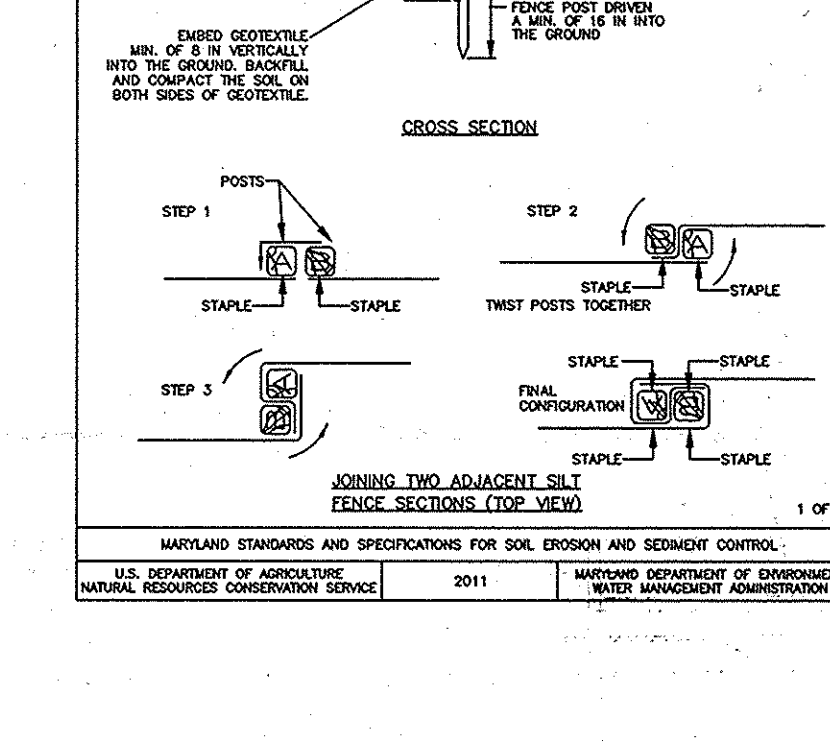 FENCE POST DRIVEN
A MIN. OF 16 IN INTO
THE GROUND
EMBED GEOTEXTILE
MIN. OF 8 IN VERTICALLY
INTO THE GROUND. BACKFILL
AND COMPACT THE SOIL ON
BOTH SIDES OF GEOTEXTILE.
CROSS SECTION
POSTS
STEP 1
A B
STAPLE STAPLE
STEP 2
B A
STAPLE STAPLE
TWIST POSTS TOGETHER
STEP 3
A
B
STAPLE STAPLE
FINAL
CONFIGURATION
A B
STAPLE STAPLE
JOINING TWO ADJACENT SILT
FENCE SECTIONS (TOP VIEW)
1 OF
MARYLAND STANDARDS AND SPECIFICATIONS FOR SOIL EROSION AND SEDIMENT CONTROL
U.S. DEPARTMENT OF AGRICULTURE
NATURAL RESOURCES CONSERVATION SERVICE
2011
MARYLAND DEPARTMENT OF ENVIRONME
WATER MANAGEMENT ADMINISTRATION